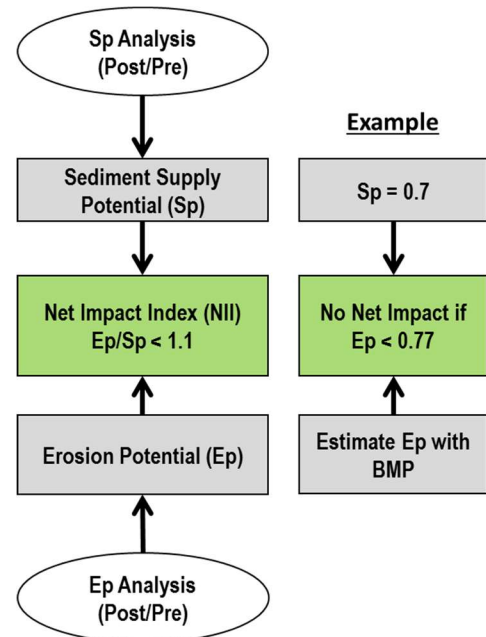 Sp Analysis
(Post/Pre)
Sediment Supply
Potential (Sp)
Net Impact Index (NII)
Ep/Sp < 1.1
Erosion Potential (Ep)
Ep Analysis
(Post/Pre)
Example
Sp = 0.7
No Net Impact if
Ep < 0.77
Estimate Ep with
BMP